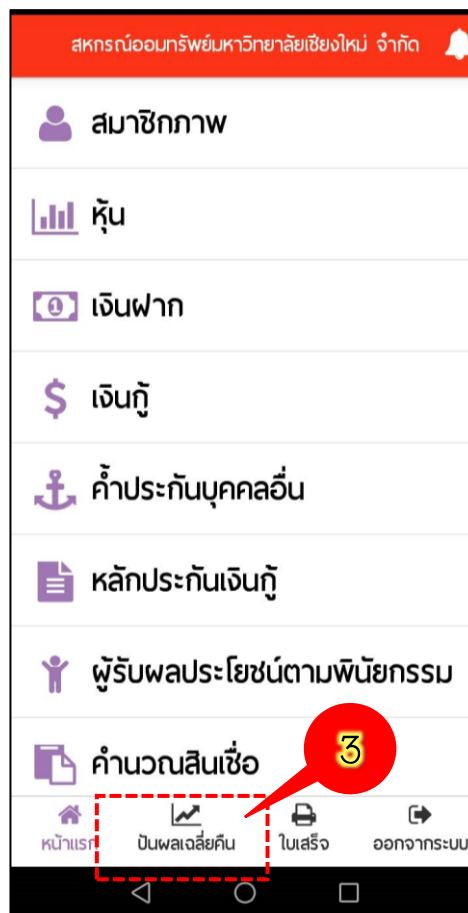 สหกรณ์ออมทรัพย์มหาวิทยาลัยเชียงใหม่ จำกัด
สมาชิกภาพ
หุ้น
เงินฝาก
เงินกู้
ค้ำประกันบุคคลอื่น
หลักประกันเงินกู้
ผู้รับผลประโยชน์ตามพินัยกรรม
คำนวณสินเชื่อ
3
หน้าแรก ปันผลเฉลี่ยคืน ใบเสร็จ ออกจากระบบ